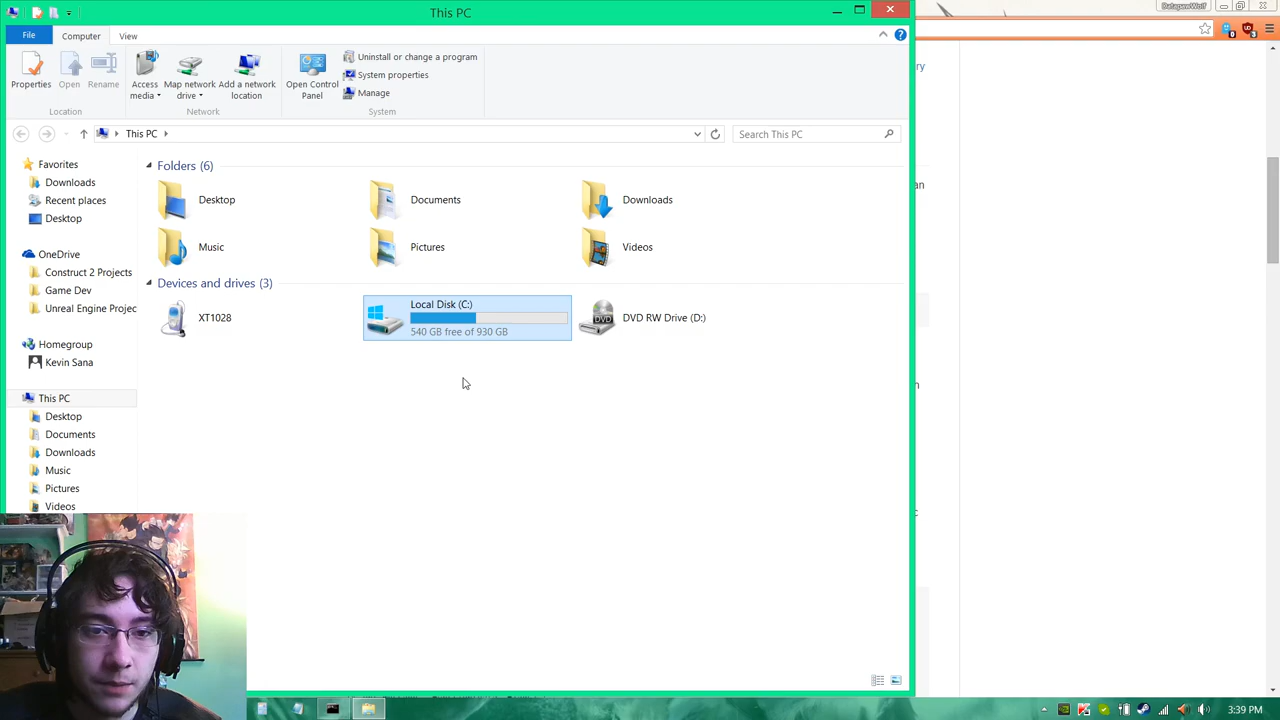 This PC
DatapawWolf
File Computer View
Properties
Open
Rename
Access media
Map network drive
Add a network location
Open Control Panel
Uninstall or change a program
System properties
Manage
Location
Network
System
This PC
Search This PC
Favorites
Downloads
Recent places
Desktop
OneDrive
Construct 2 Projects
Game Dev
Unreal Engine Projec
Homegroup
Kevin Sana
This PC
Desktop
Documents
Downloads
Music
Pictures
Videos
Folders (6)
Desktop
Documents
Downloads
Music
Pictures
Videos
Devices and drives (3)
XT1028
Local Disk (C:)
540 GB free of 930 GB
DVD RW Drive (D:)
DVD
ry
an
3:39 PM